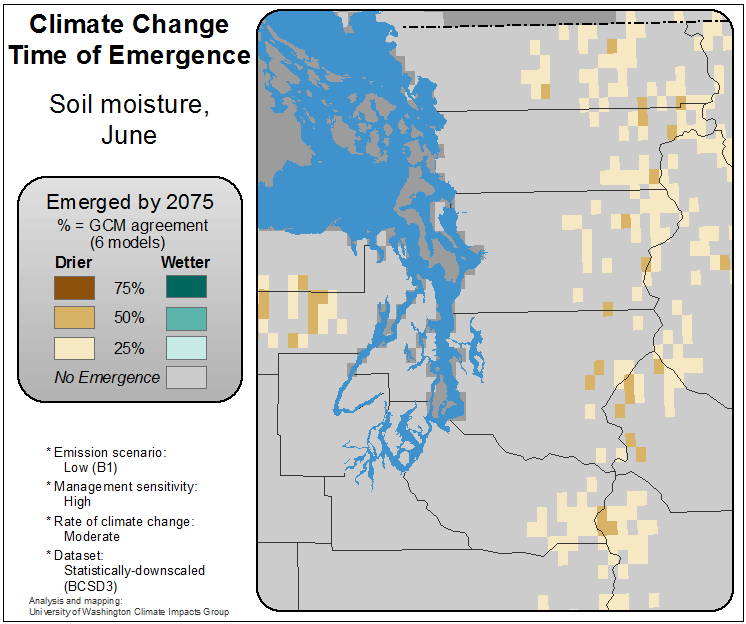 Climate Change
Time of Emergence
Soil moisture,
June
Emerged by 2075
% = GCM agreement
(6 models)
Drier Wetter
75%
50%
25%
No Emergence
* Emission scenario:
Low (B1)
* Management sensitivity:
High
* Rate of climate change:
Moderate
* Dataset:
Statistically-downscaled
(BCSD3)
Analysis and mapping:
University of Washington Climate Impacts Group